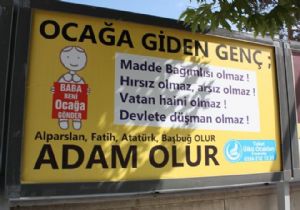 OCAĞA GİDEN GENÇ ;
Madde Bağımlısı olmaz !
Hırsız olmaz, arsız olmaz !
Vatan haini olmaz !
Devlete düşman olmaz !
BABA
BENİ
Ocağa
GÖNDER
Alparslan, Fatih, Atatürk, Başbuğ OLUR
ADAM OLUR
Ülkü Ocakları